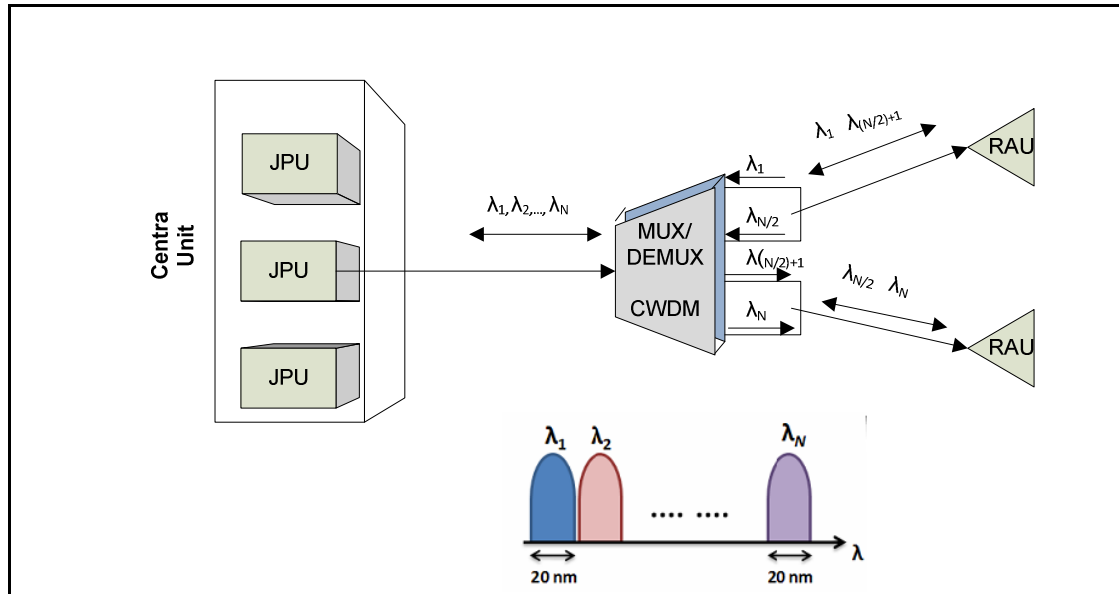 Centra
Unit
JPU
JPU
JPU
λ1, λ2,..., λN
MUX/
DEMUX
CWDM
λ1
λN/2
λ((N/2)+1
λN
λ1 λ(N/2)+1
RAU
λN/2 λN
RAU
λ1 λ2 λN
.... ....
λ
20 nm 20 nm